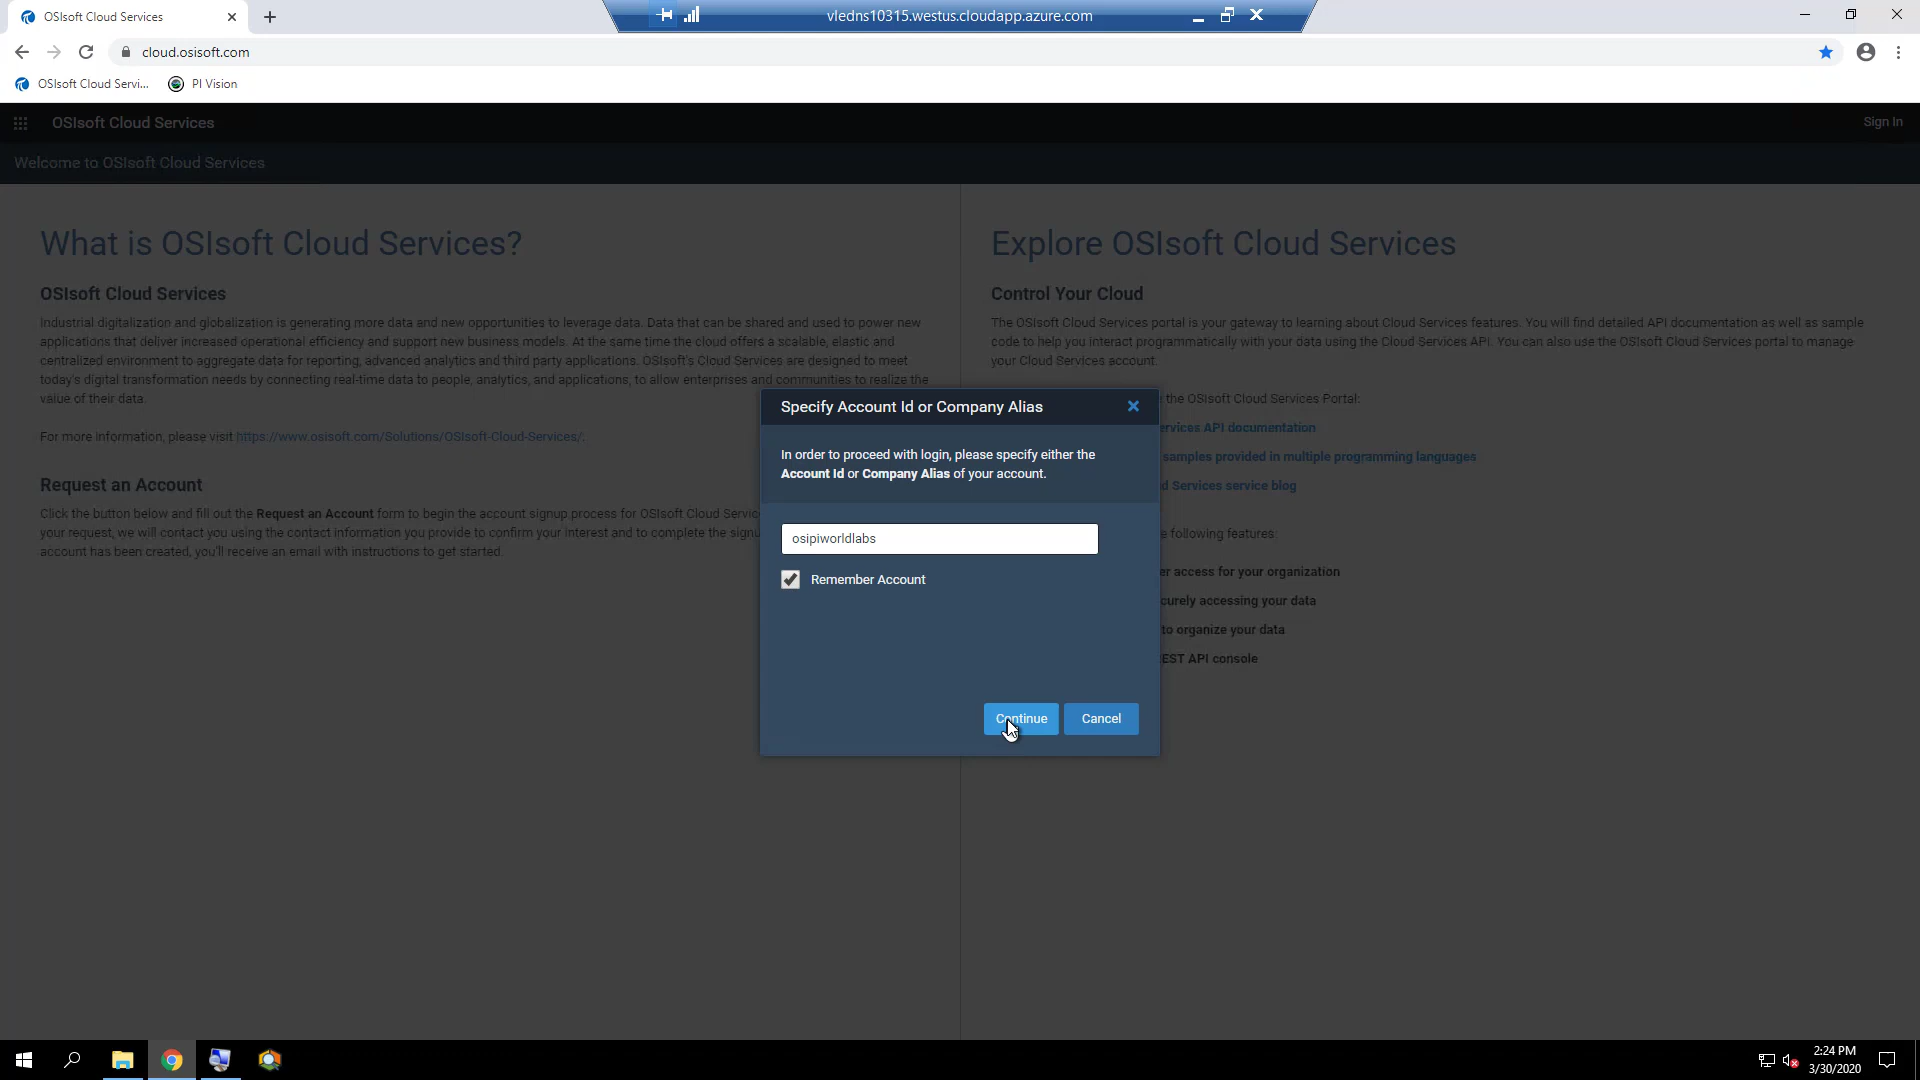 OSIsoft Cloud Services
vledns10315.westus.cloudapp.azure.com
cloud.osisoft.com
OSIsoft Cloud Servi...
PI Vision
OSIsoft Cloud Services
Sign In
Welcome to OSIsoft Cloud Services
What is OSIsoft Cloud Services?
OSIsoft Cloud Services
Industrial digitalization and globalization is generating more data and new opportunities to leverage data. Data that can be shared and used to power new
applications that deliver increased operational efficiency and support new business models. At the same time the cloud offers a scalable, elastic and
centralized environment to aggregate data for reporting, advanced analytics and third party applications. OSIsoft's Cloud Services are designed to meet
today's digital transformation needs by connecting real-time data to people, analytics, and applications, to allow enterprises and communities to realize the
value of their data.
For more information, please visit https://www.osisoft.com/Solutions/OSIsoft-Cloud-Services/.
Request an Account
Click the button below and fill out the Request an Account form to begin the account signup process for OSIsoft Cloud Servic
your request, we will contact you using the contact information you provide to confirm your interest and to complete the signu
account has been created, you'll receive an email with instructions to get started.
Explore OSIsoft Cloud Services
Control Your Cloud
The OSIsoft Cloud Services portal is your gateway to learning about Cloud Services features. You will find detailed API documentation as well as sample
code to help you interact programmatically with your data using the Cloud Services API. You can also use the OSIsoft Cloud Services portal to manage
your Cloud Services account.
the OSIsoft Cloud Services Portal:
ervices API documentation
samples provided in multiple programming languages
d Services service blog
e following features:
er access for your organization
curely accessing your data
to organize your data
EST API console
Specify Account Id or Company Alias
In order to proceed with login, please specify either the
Account Id or Company Alias of your account.
osipiworldlabs
Remember Account
Continue
Cancel
2:24 PM
3/30/2020